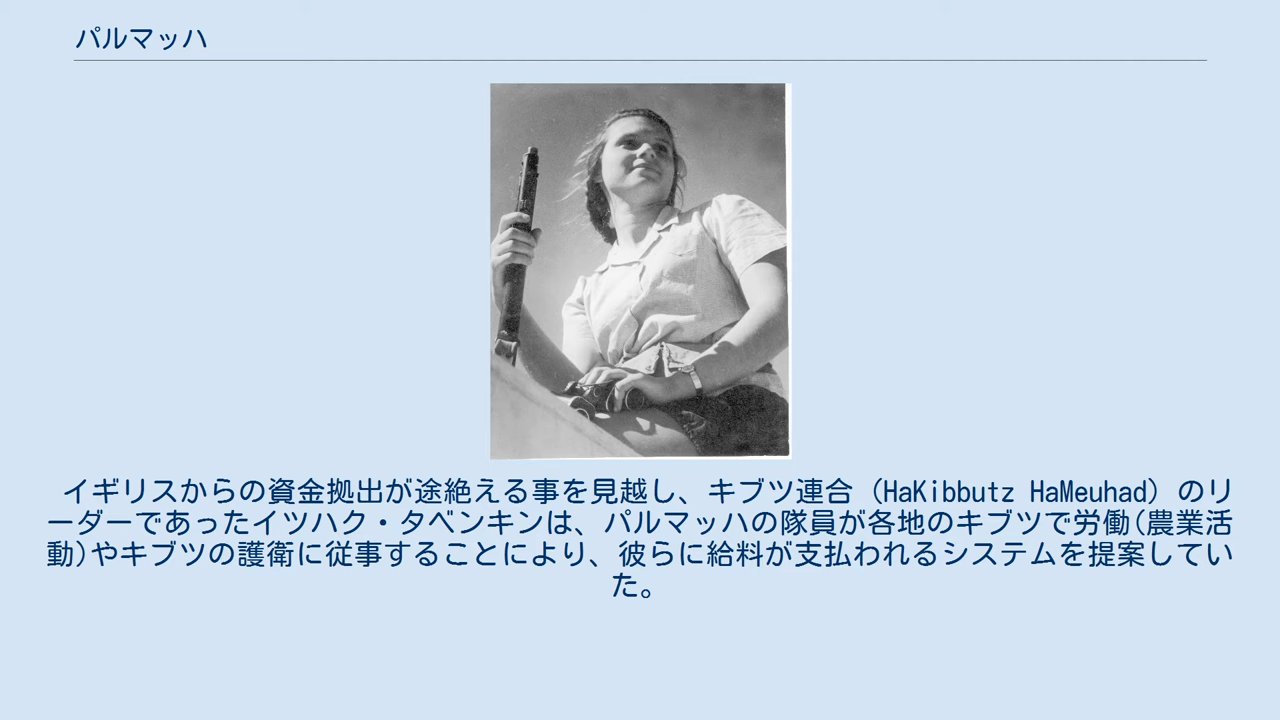 パルマッハ
イギリスからの資金拠出が途絶える事を見越し、キブツ連合（HaKibbutz HaMeuhad）のリ
ーダーであったイツハク・タベンキンは、パルマッハの隊員が各地のキブツで労働(農業活
動)やキブツの護衛に従事することにより、彼らに給料が支払われるシステムを提案してい
た。